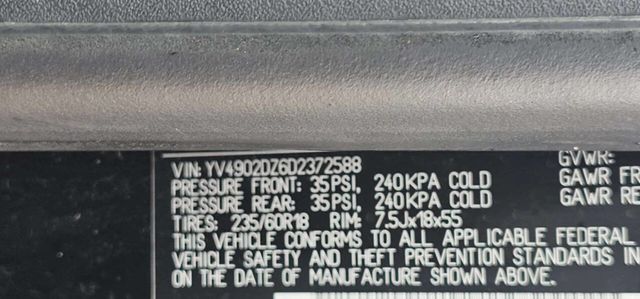 VIN: YV4902DZ6D2372588 GVWR:
PRESSURE FRONT: 35PSI, 240KPA COLD GAWR FR
PRESSURE REAR: 35PSI, 240KPA COLD GAWR RE
TIRES: 235/60R18 RIM: 7,5Jx18x55
THIS VEHICLE CONFORMS TO ALL APPLICABLE FEDERAL
VEHICLE SAFETY AND THEFT PREVENTION STANDARDS IN
ON THE DATE OF MANUFACTURE SHOWN ABOVE.